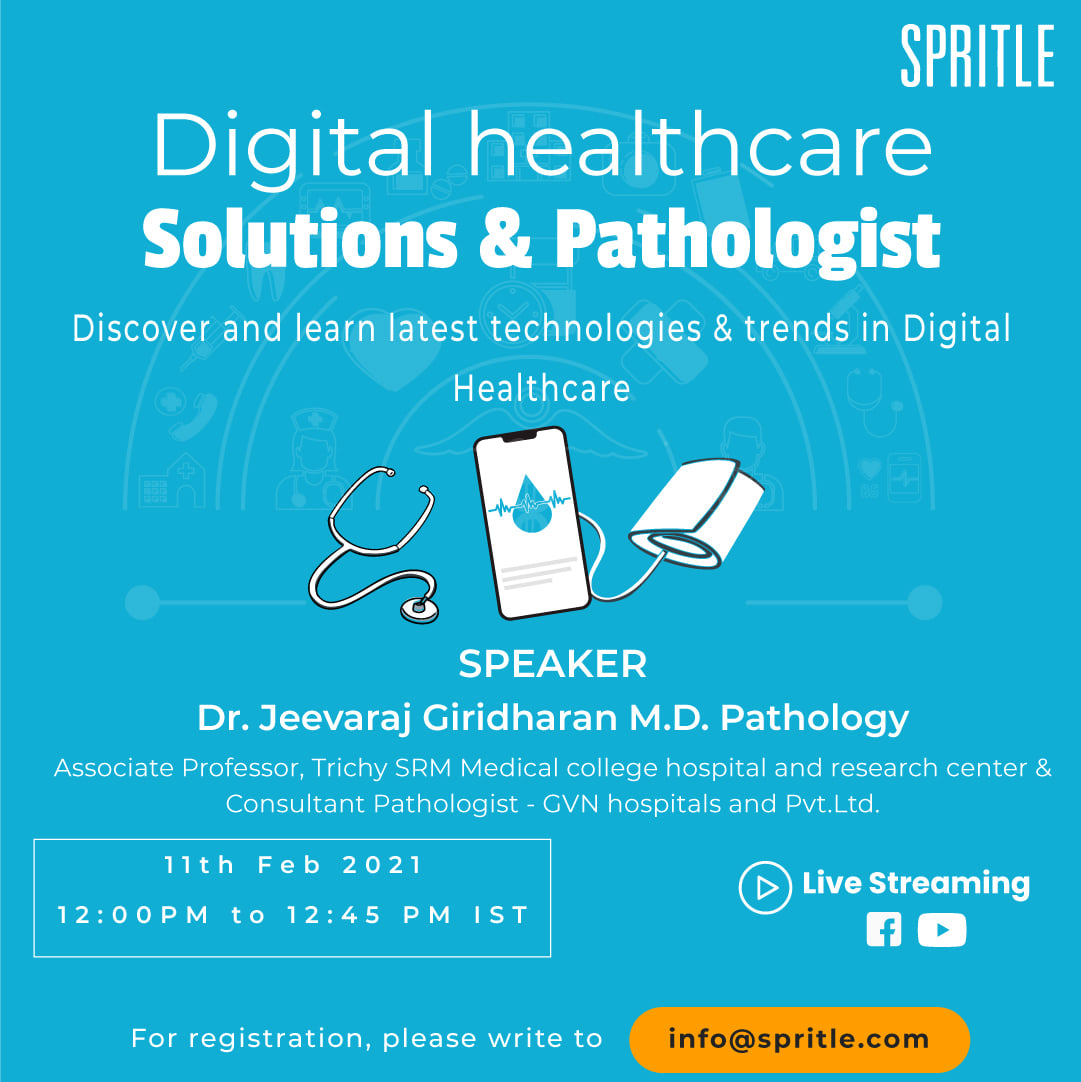 SPRITLE
Digital healthcare
Solutions & Pathologist
Discover and learn latest technologies & trends in Digital
Healthcare
SPEAKER
Dr. Jeevaraj Giridharan M.D. Pathology
Associate Professor, Trichy SRM Medical college hospital and research center &
Consultant Pathologist - GVN hospitals and Pvt.Ltd.
11th Feb 2021
12:00PM to 12:45 PM IST
Live Streaming
For registration, please write to info@spritle.com